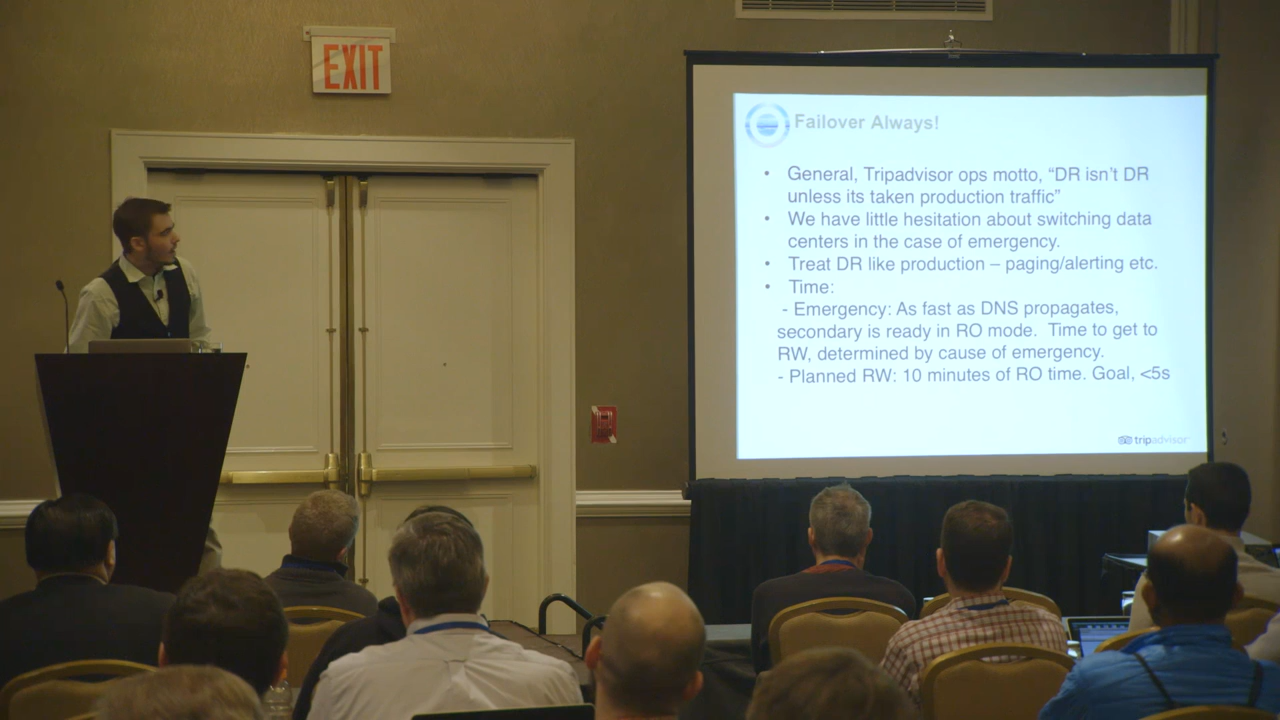 EXIT
Failover Always!
• General, Tripadvisor ops motto, “DR isn’t DR
unless its taken production traffic”
• We have little hesitation about switching data
centers in the case of emergency.
• Treat DR like production – paging/alerting etc.
• Time:
- Emergency: As fast as DNS propagates,
secondary is ready in RO mode. Time to get to
RW, determined by cause of emergency.
- Planned RW: 10 minutes of RO time. Goal, <5s
tripadvisor